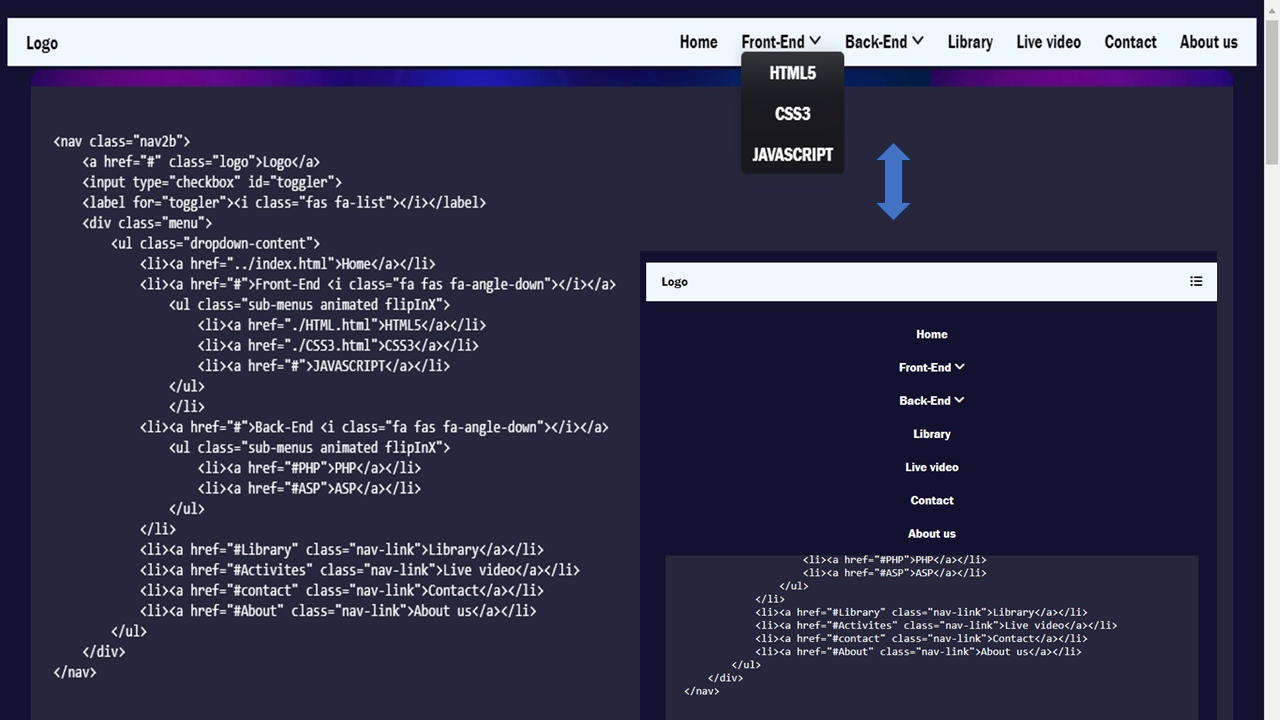 Logo
Home Front-End Back-End Library Live video Contact About us
HTML5
CSS3
JAVASCRIPT
<nav class="nav2b">
<a href="#" class="logo">Logo</a>
<input type="checkbox" id="toggler">
<label for="toggler"><i class="fas fa-list"></i></label>
<div class="menu">
<ul class="dropdown-content">
<li><a href="../index.html">Home</a></li>
<li><a href="#">Front-End <i class="fa fas fa-angle-down"></i></a>
<ul class="sub-menus animated flipInX">
<li><a href="./HTML.html">HTML5</a></li>
<li><a href="./CSS3.html">CSS3</a></li>
<li><a href="#">JAVASCRIPT</a></li>
</ul>
</li>
<li><a href="#">Back-End <i class="fa fas fa-angle-down"></i></a>
<ul class="sub-menus animated flipInX">
<li><a href="#PHP">PHP</a></li>
<li><a href="#ASP">ASP</a></li>
</ul>
</li>
<li><a href="#Library" class="nav-link">Library</a></li>
<li><a href="#Activites" class="nav-link">Live video</a></li>
<li><a href="#contact" class="nav-link">Contact</a></li>
<li><a href="#About" class="nav-link">About us</a></li>
</ul>
</div>
</nav>
Logo
Home
Front-End
Back-End
Library
Live video
Contact
About us
<li><a href="#PHP">PHP</a></li>
<li><a href="#ASP">ASP</a></li>
</ul>
</li>
<li><a href="#Library" class="nav-link">Library</a></li>
<li><a href="#Activites" class="nav-link">Live video</a></li>
<li><a href="#contact" class="nav-link">Contact</a></li>
<li><a href="#About" class="nav-link">About us</a></li>
</ul>
</div>
</nav>